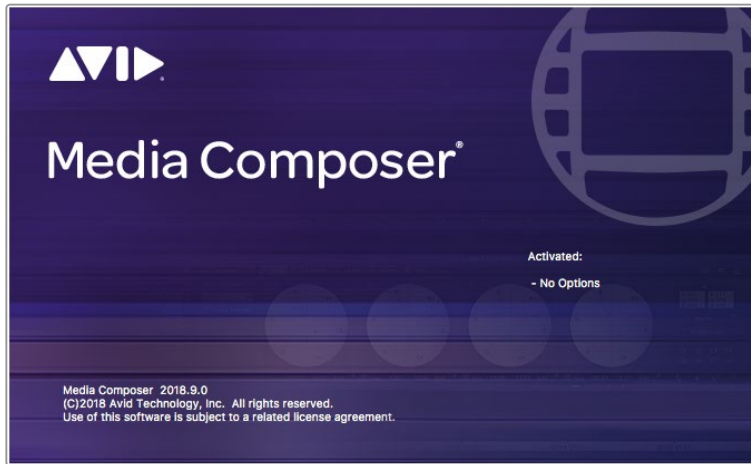 AVID
Media Composer®
Activated:
- No Options
Media Composer 2018.9.0
(C)2018 Avid Technology, Inc. All rights reserved.
Use of this software is subject to a related license agreement.